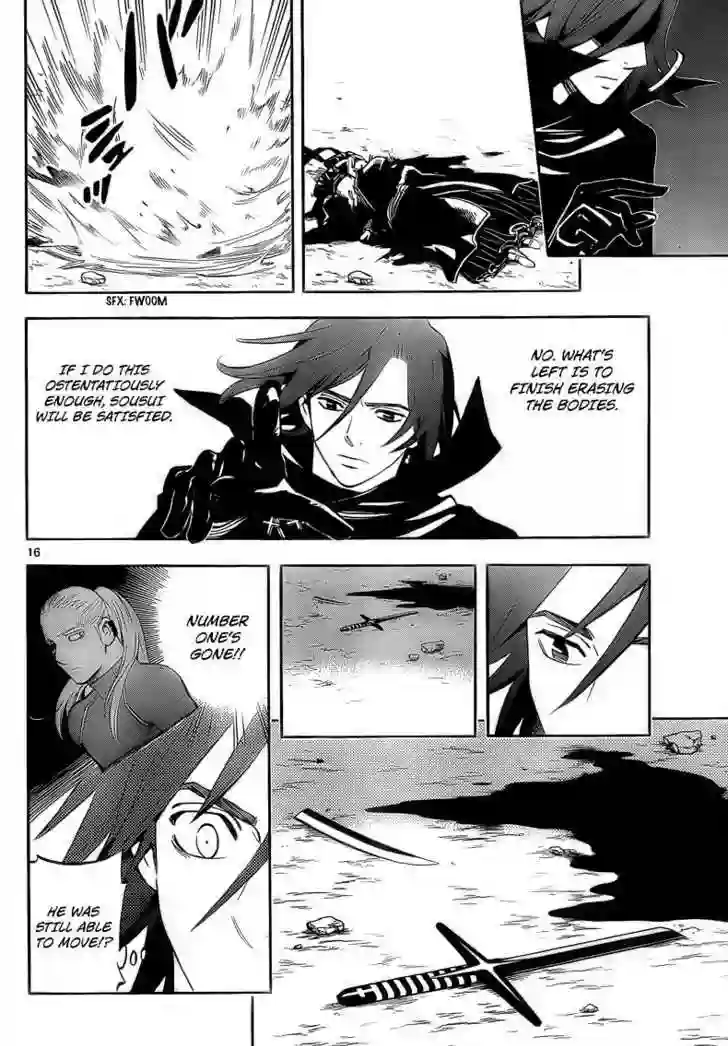 SFX: FWOOM
NO. WHAT'S
LEFT IS TO
FINISH ERASING
THE BODIES.
IF I DO THIS
OSTENTATIOUSLY
ENOUGH, SOUSUI
WILL BE SATISFIED.
16
NUMBER
ONE'S
GONE!!
HE WAS
STILL ABLE
TO MOVE!?